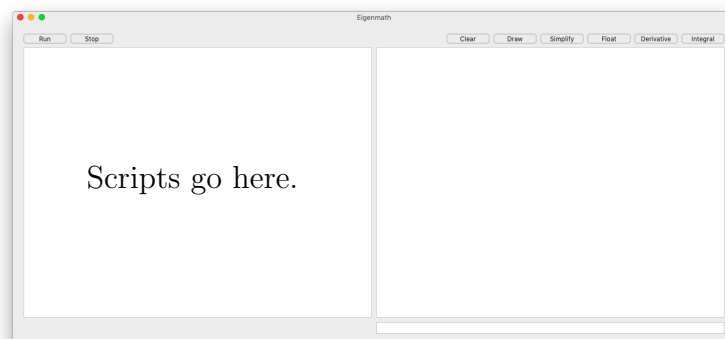 Eigenmath
Run Stop Clear Draw Simplify Float Derivative Integral
Scripts go here.